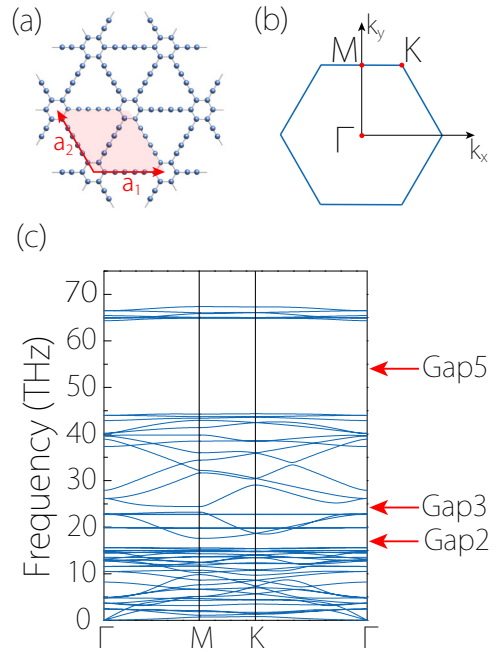 (a)
a2
a1
(b)
M
ky
K
Γ
kx
(c)
Frequency (THz)
70
60
50
40
30
20
10
0
Γ
M
K
Γ
Gap5
Gap3
Gap2